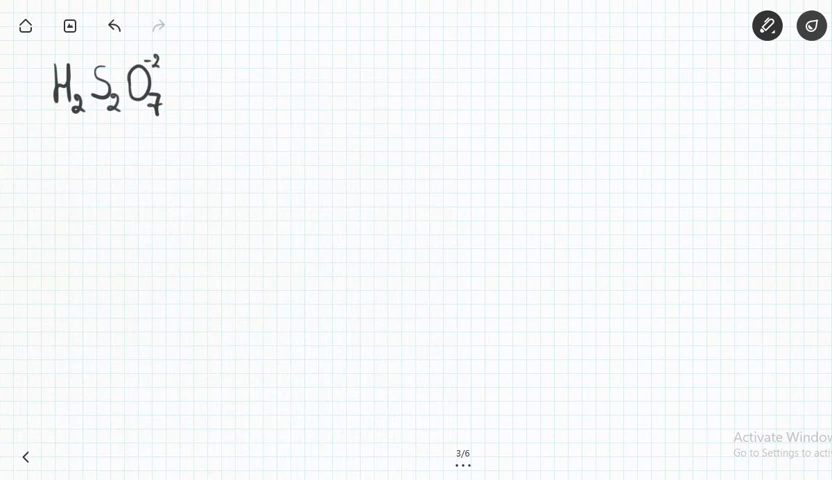 H₂S₂O₇⁻²
3/6
Activate Window
Go to Settings to acti